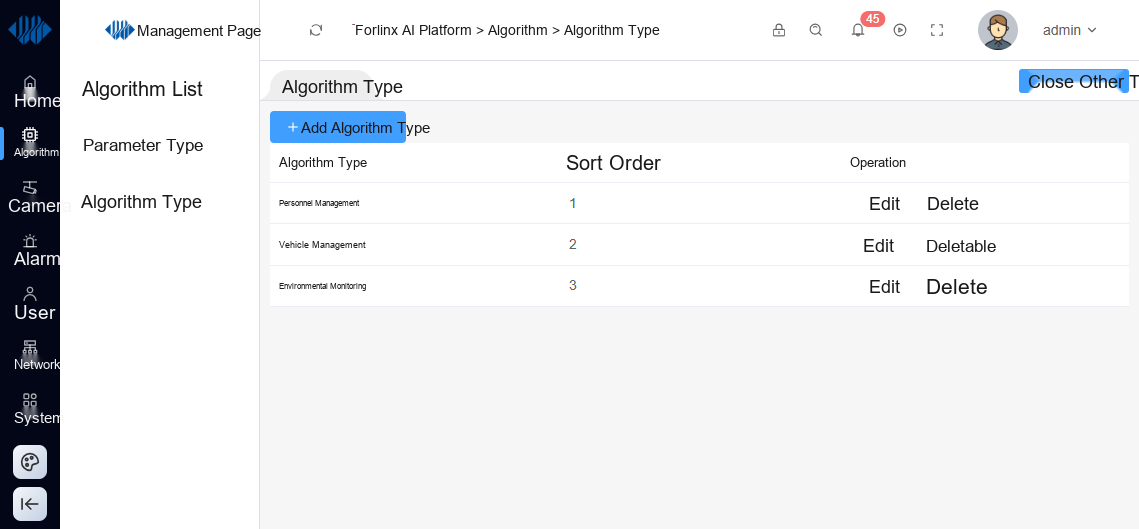 Management Page
Forlinx AI Platform > Algorithm > Algorithm Type
45
admin
Home
Algorithm
Camera
Alarm
User
Network
System
Algorithm List
Parameter Type
Algorithm Type
Algorithm Type
Close Other T
+ Add Algorithm Type
Algorithm Type Sort Order Operation
Personnel Management 1 Edit Delete
Vehicle Management 2 Edit Deletable
Environmental Monitoring 3 Edit Delete